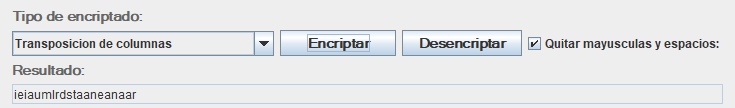 Tipo de encriptado:
Transposicion de columnas Encriptar Desencriptar Quitar mayusculas y espacios:
Resultado:
ieiaumlrdstaaneanaar